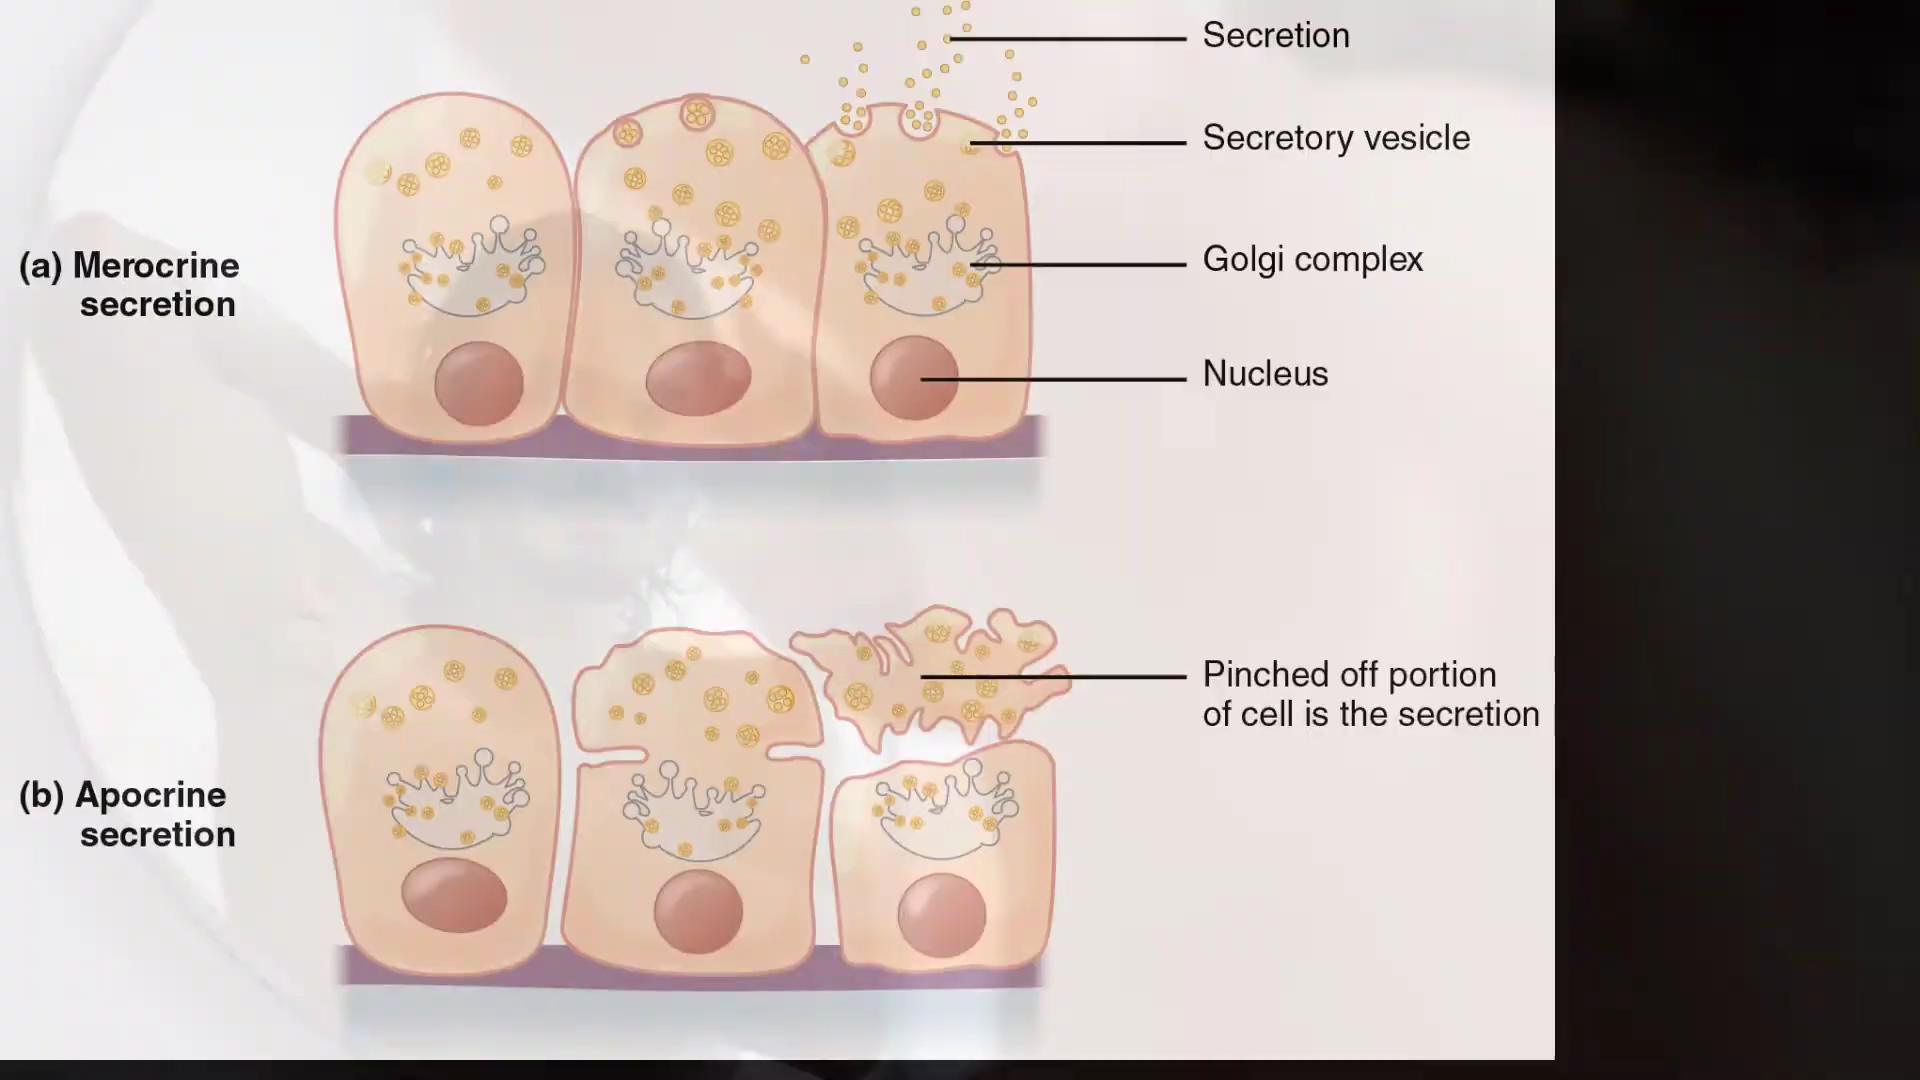 Secretion
Secretory vesicle
Golgi complex
(a) Merocrine
secretion
Nucleus
Pinched off portion
of cell is the secretion
(b) Apocrine
secretion